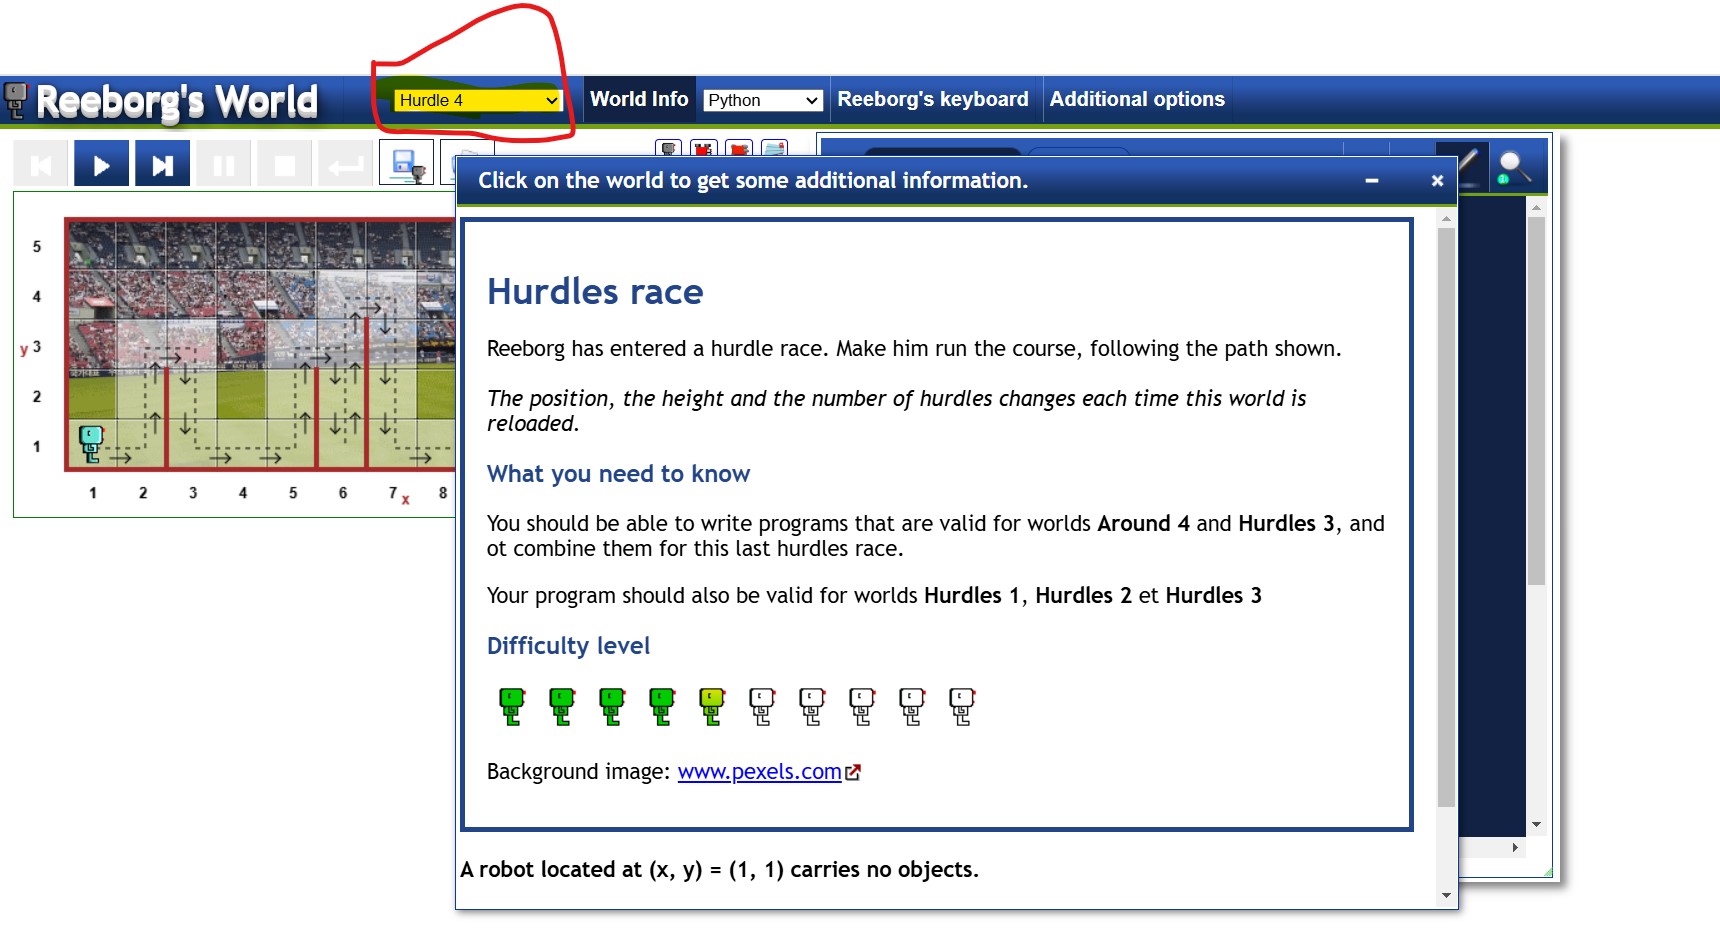 Reeborg's World
Hurdle 4
World Info
Python
Reeborg's keyboard
Additional options
Click on the world to get some additional information.
5
4
y 3
2
1
1 2 3 4 5 6 7 x 8
Hurdles race
Reeborg has entered a hurdle race. Make him run the course, following the path shown.
The position, the height and the number of hurdles changes each time this world is
reloaded.
What you need to know
You should be able to write programs that are valid for worlds Around 4 and Hurdles 3, and
ot combine them for this last hurdles race.
Your program should also be valid for worlds Hurdles 1, Hurdles 2 et Hurdles 3
Difficulty level
Background image: www.pexels.com
A robot located at (x, y) = (1, 1) carries no objects.